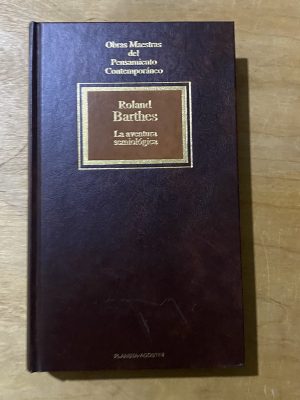 Obras Maestras
del
Pensamiento
Contemporáneo
Roland
Barthes
La aventura
semiológica
PLANETA-AGOSTINI